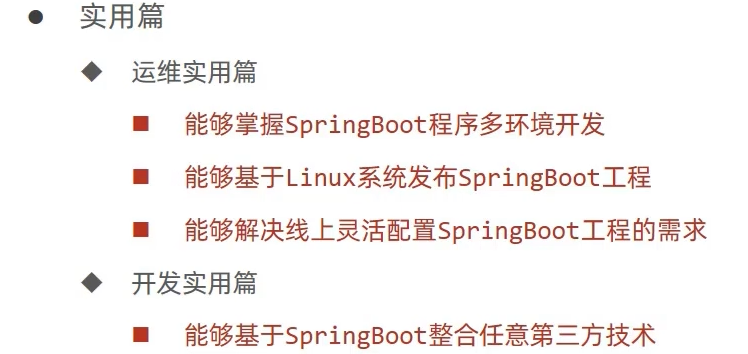 实用篇
运维实用篇
能够掌握SpringBoot程序多环境开发
能够基于Linux系统发布SpringBoot工程
能够解决线上灵活配置SpringBoot工程的需求
开发实用篇
能够基于SpringBoot整合任意第三方技术